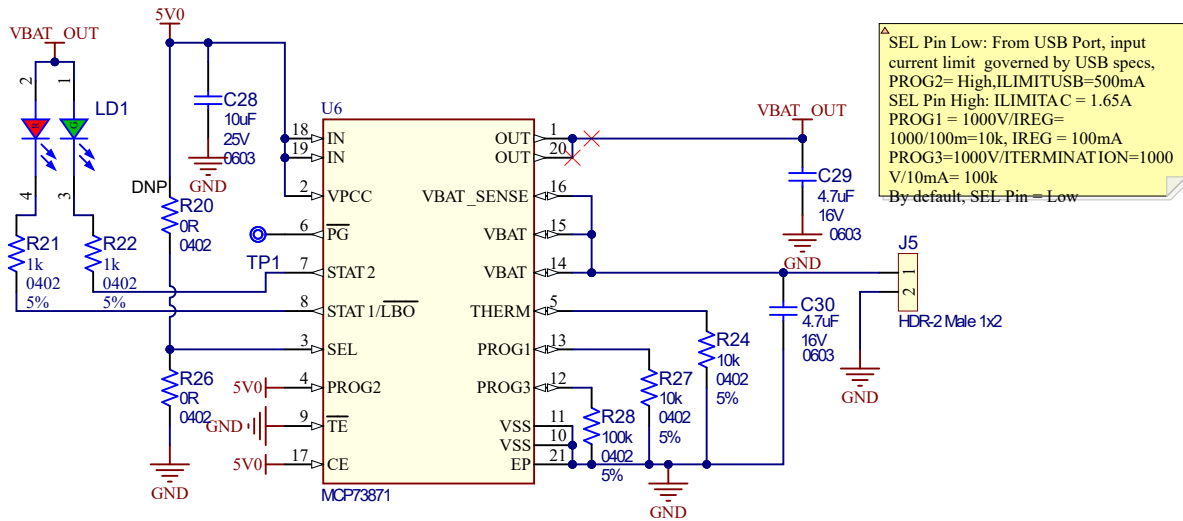 5V0
VBAT_OUT
2
1
LD1
R
G
4
3
R21
1k
0402
5%
R22
1k
0402
5%
C28
10uF
25V
0603
GND
DNP
R20
0R
0402
TP1
R26
0R
0402
GND
5V0
GND
5V0
U6
18 IN
19 IN
2 VPCC
6 PG
7 STAT2
8 STAT1/LBO
3 SEL
4 PROG2
9 TE
17 CE
OUT 1
OUT 20
VBAT_SENSE 16
VBAT 15
VBAT 14
THERM 5
PROG1 13
PROG3 12
VSS 11
VSS 10
EP 21
MCP73871
VBAT_OUT
C29
4.7uF
16V
0603
GND
C30
4.7uF
16V
0603
R24
10k
0402
5%
R27
10k
0402
5%
R28
100k
0402
5%
GND
J5
1
2
HDR-2 Male 1x2
GND
SEL Pin Low: From USB Port, input
current limit governed by USB specs,
PROG2= High,ILIMITUSB=500mA
SEL Pin High: ILIMITAC = 1.65A
PROG1 = 1000V/IREG=
1000/100m=10k, IREG = 100mA
PROG3=1000V/ITERMINATION=1000
V/10mA= 100k
By default, SEL Pin = Low